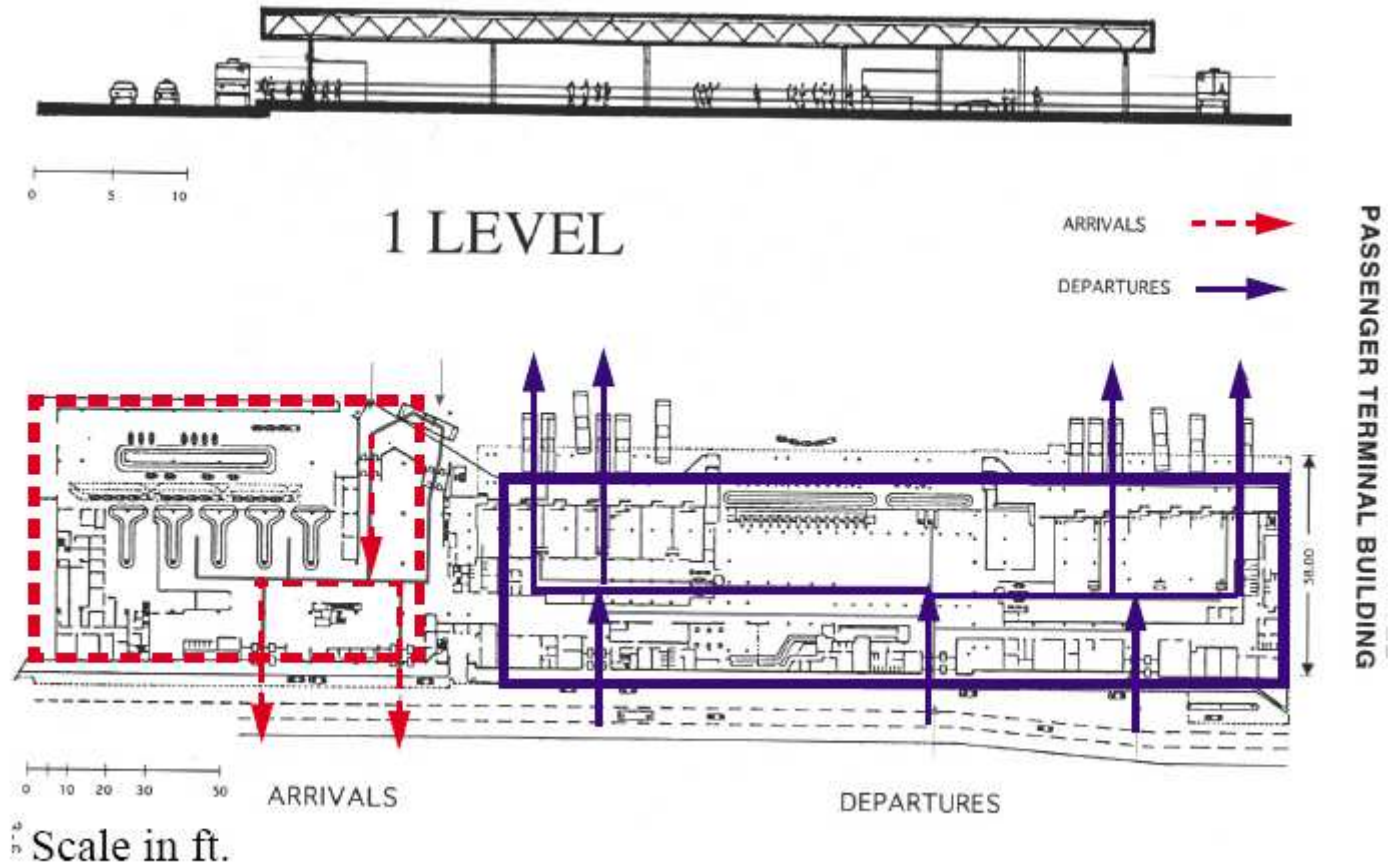 0 5 10
1 LEVEL
ARRIVALS
DEPARTURES
PASSENGER TERMINAL BUILDING
58.00
0 10 20 30 50
ARRIVALS
DEPARTURES
Scale in ft.